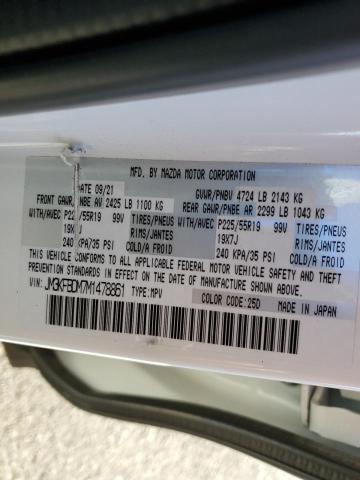 MFD. BY MAZDA MOTOR CORPORATION
DATE 09/21 GVWR/PNBV 4724 LB 2143 KG
FRONT GAWR/PNBE AV 2425 LB 1100 KG REAR GAWR/PNBE AR 2299 LB 1043 KG
WITH/AVEC P225/55R19 99V TIRES/PNEUS WITH/AVEC P225/55R19 99V TIRES/PNEUS
19X7J RIMS/JANTES 19X7J RIMS/JANTES
240 KPA/35 PSI COLD/A FROID 240 KPA/35 PSI COLD/A FROID
THIS VEHICLE CONFORMS TO ALL APPLICABLE FEDERAL MOTOR VEHICLE SAFETY AND
BUMPER STANDARDS IN EFFECT ON THE DATE OF MANUFACTURE SHOWN ABOVE.
VIN: JM3KFBDM7M1478861 TYPE:MPV
COLOR CODE:25D MADE IN JAPAN